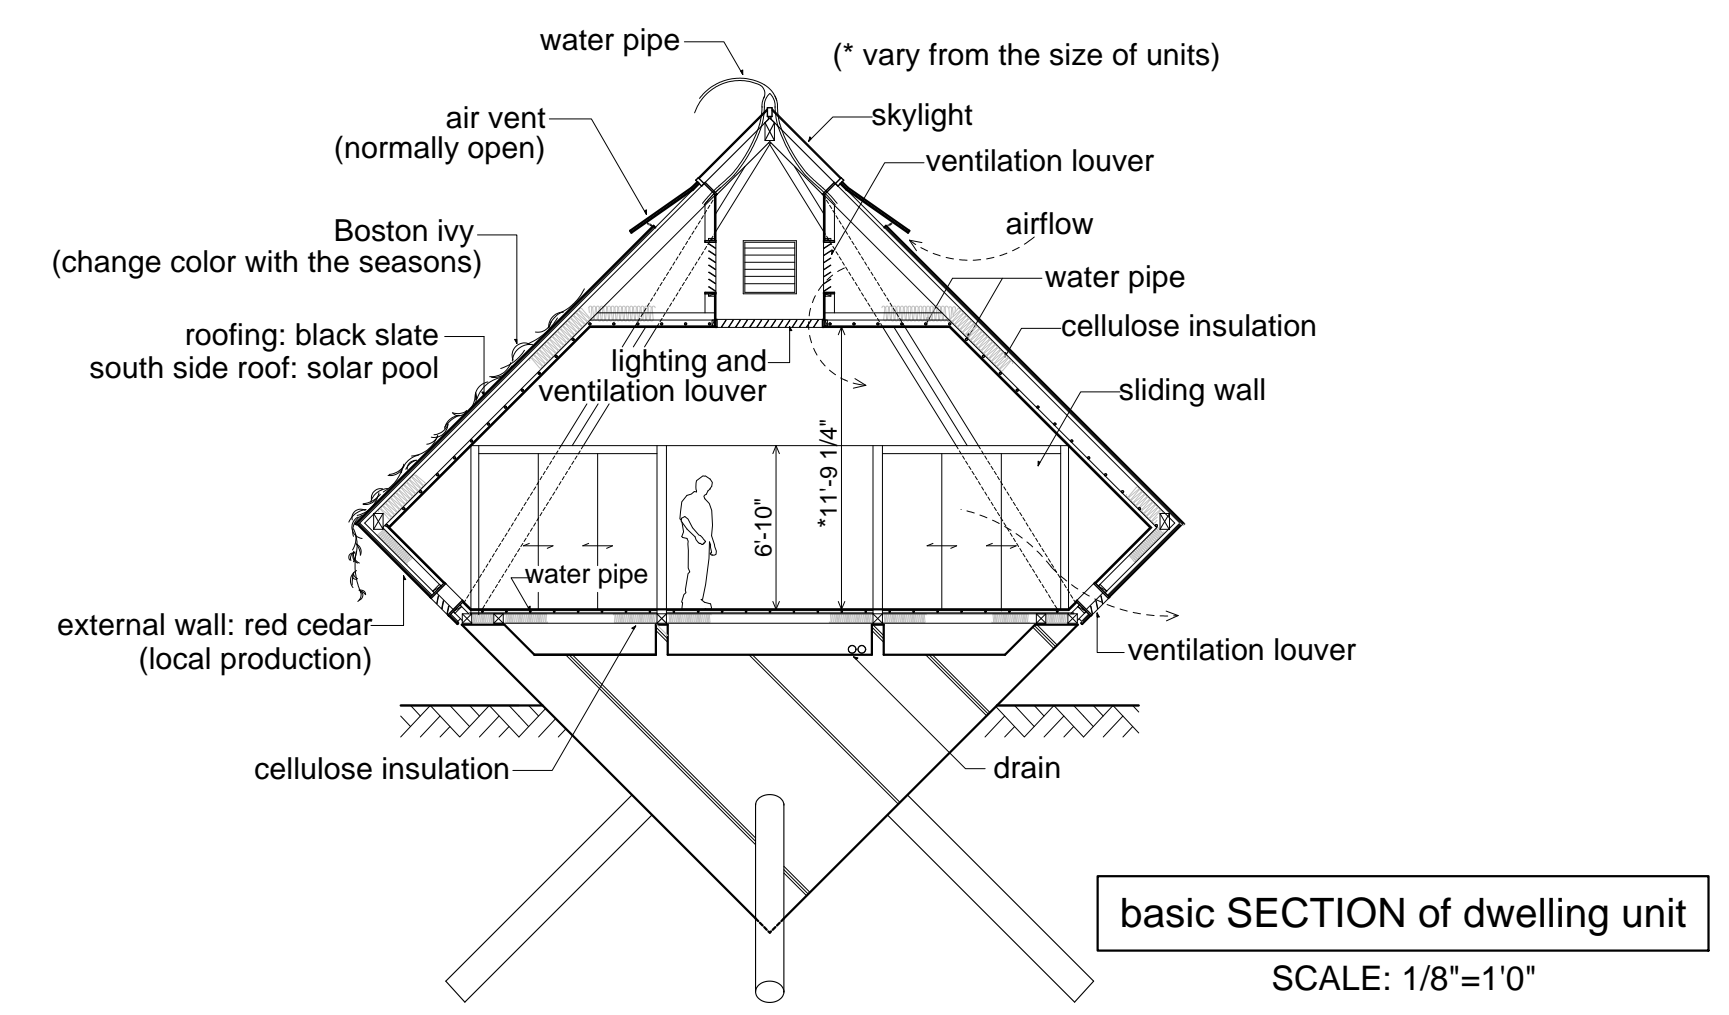 water pipe
(* vary from the size of units)
air vent
(normally open)
skylight
ventilation louver
Boston ivy
(change color with the seasons)
airflow
water pipe
roofing: black slate
south side roof: solar pool
cellulose insulation
lighting and
ventilation louver
sliding wall
*11'-9 1/4"
6'-10"
water pipe
external wall: red cedar
(local production)
ventilation louver
cellulose insulation
drain
basic SECTION of dwelling unit
SCALE: 1/8"=1'0"